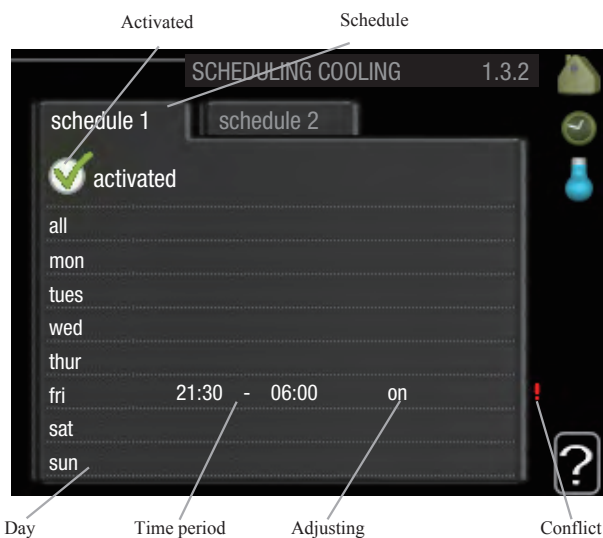 Activated Schedule
SCHEDULING COOLING 1.3.2
schedule 1 schedule 2
activated
all
mon
tues
wed
thur
fri 21:30 - 06:00 on !
sat
sun
?
Day Time period Adjusting Conflict